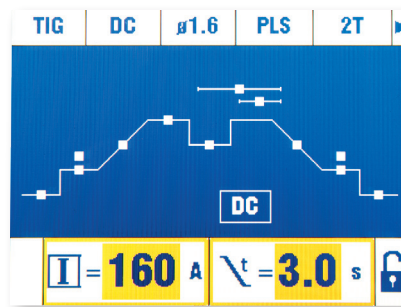 TIG DC ø1.6 PLS 2T
DC
I = 160 A t = 3.0 s